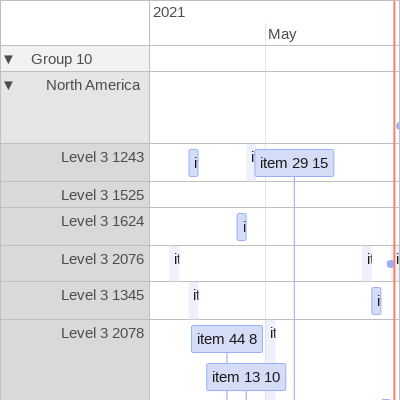 2021
May
▼ Group 10
▼ North America
Level 3 1243
item 29 15
Level 3 1525
Level 3 1624
Level 3 2076
it
it
Level 3 1345
it
Level 3 2078
item 44 8
it
item 13 10